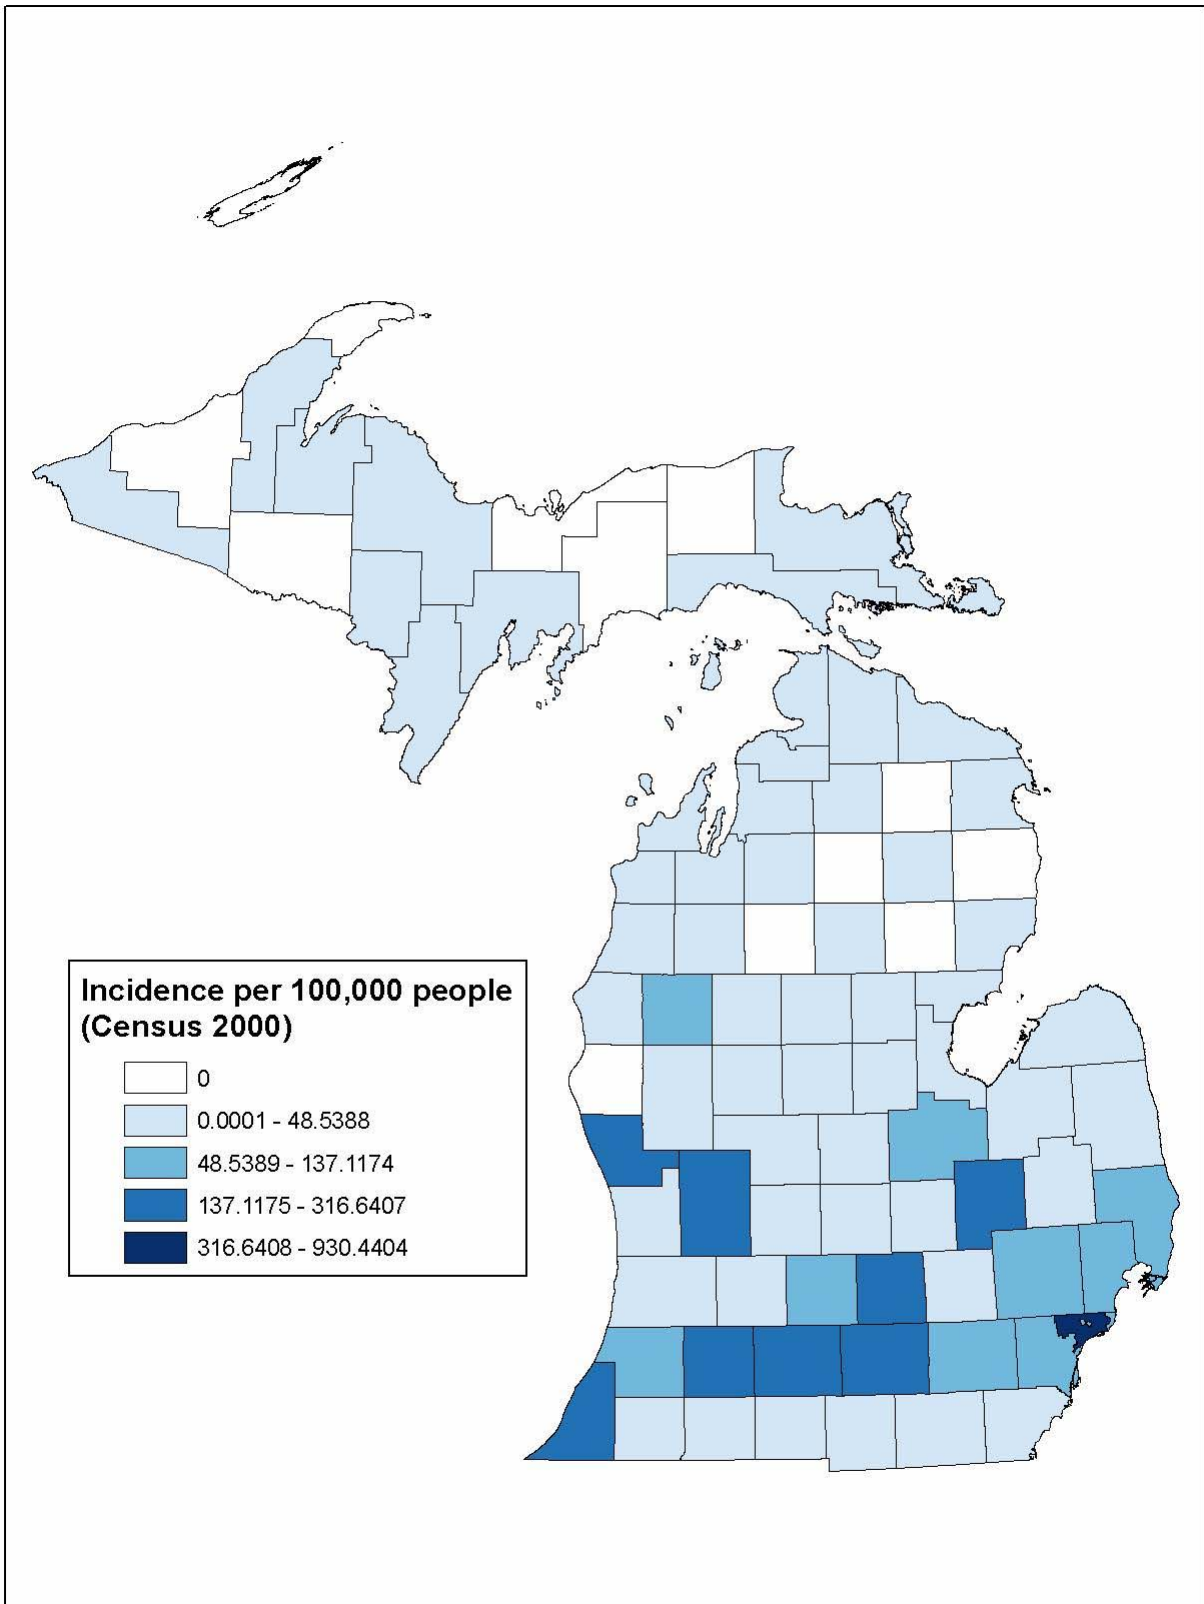 Incidence per 100,000 people
(Census 2000)
0
0.0001 - 48.5388
48.5389 - 137.1174
137.1175 - 316.6407
316.6408 - 930.4404